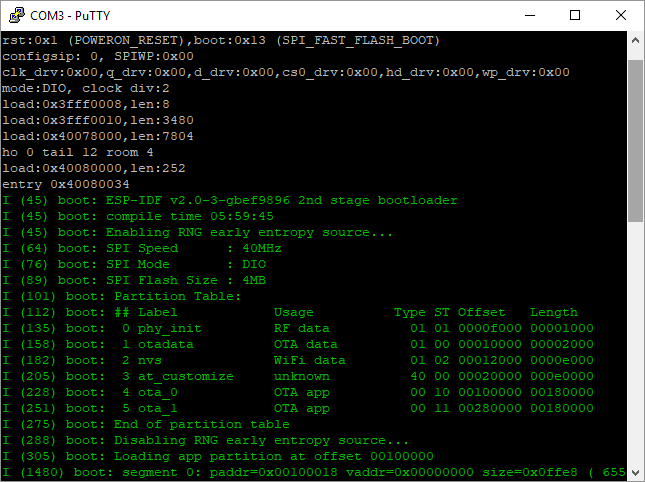 COM3 - PuTTY
rst:0x1 (POWERON_RESET),boot:0x13 (SPI_FAST_FLASH_BOOT)
configsip: 0, SPIWP:0x00
clk_drv:0x00,q_drv:0x00,d_drv:0x00,cs0_drv:0x00,hd_drv:0x00,wp_drv:0x00
mode:DIO, clock div:2
load:0x3fff0008,len:8
load:0x3fff0010,len:3480
load:0x40078000,len:7804
ho 0 tail 12 room 4
load:0x40080000,len:252
entry 0x40080034
I (45) boot: ESP-IDF v2.0-3-gbef9896 2nd stage bootloader
I (45) boot: compile time 05:59:45
I (45) boot: Enabling RNG early entropy source...
I (64) boot: SPI Speed      : 40MHz
I (76) boot: SPI Mode       : DIO
I (89) boot: SPI Flash Size : 4MB
I (101) boot: Partition Table:
I (112) boot: ## Label            Usage          Type ST Offset   Length
I (135) boot:  0 phy_init         RF data          01 01 0000f000 00001000
I (158) boot:  1 otadata          OTA data         01 00 00010000 00002000
I (182) boot:  2 nvs              WiFi data        01 02 00012000 0000e000
I (205) boot:  3 at_customize     unknown          40 00 00020000 000e0000
I (228) boot:  4 ota_0            OTA app          00 10 00100000 00180000
I (251) boot:  5 ota_1            OTA app          00 11 00280000 00180000
I (275) boot: End of partition table
I (288) boot: Disabling RNG early entropy source...
I (305) boot: Loading app partition at offset 00100000
I (1480) boot: segment 0: paddr=0x00100018 vaddr=0x00000000 size=0x0ffe8 ( 655